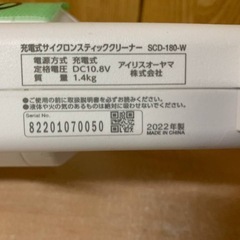 充電式サイクロンスティッククリーナー SCD-180-W
電源方式 充電式
定格電圧 DC10.8V
質量 1.4kg
アイリスオーヤマ
株式会社
●ご使用の前に取扱説明書をお読みください。
Serial No.
82201070050
2022年製
MADE IN CHINA